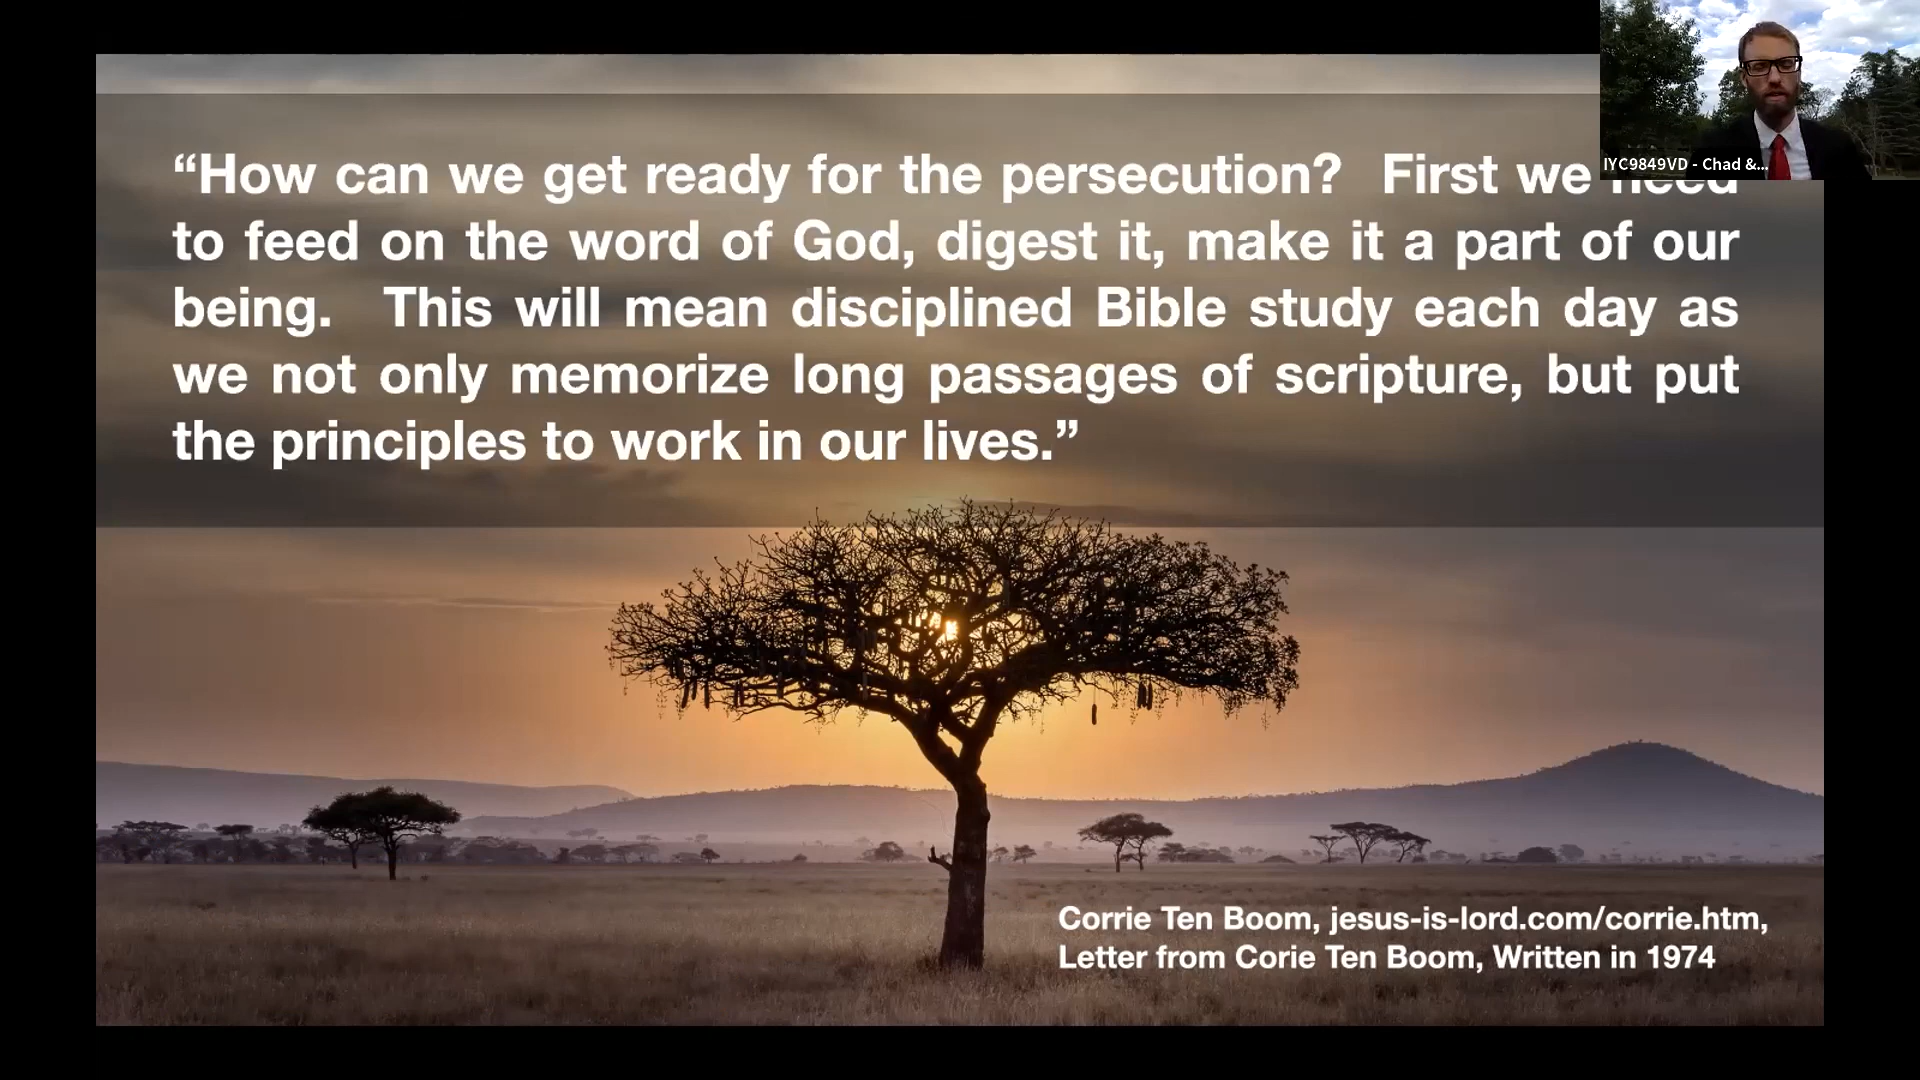 “How can we get ready for the persecution? First we need
to feed on the word of God, digest it, make it a part of our
being. This will mean disciplined Bible study each day as
we not only memorize long passages of scripture, but put
the principles to work in our lives.”
IYC9849VD - Chad &...
Corrie Ten Boom, jesus-is-lord.com/corrie.htm,
Letter from Corie Ten Boom, Written in 1974